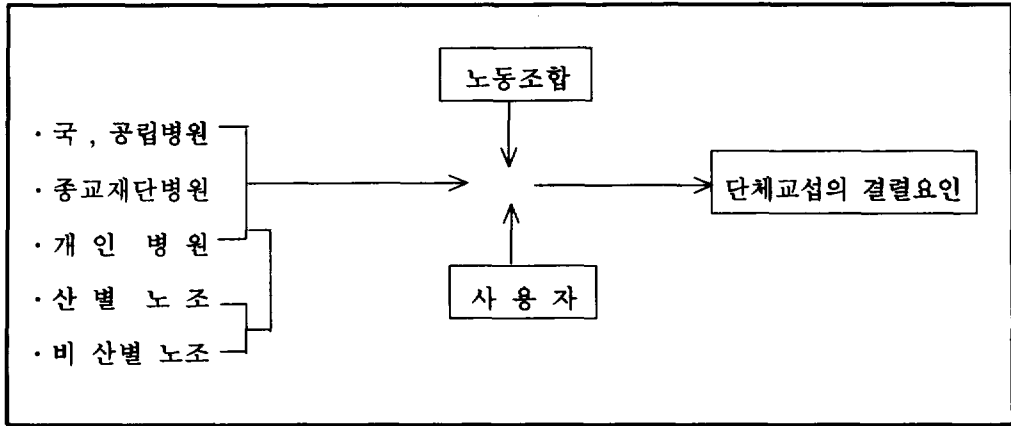 노동조합
· 국 , 공립병원
· 종교재단병원
단체교섭의 결렬요인
· 개 인 병 원
· 산 별 노 조
사 용 자
· 비 산별 노조